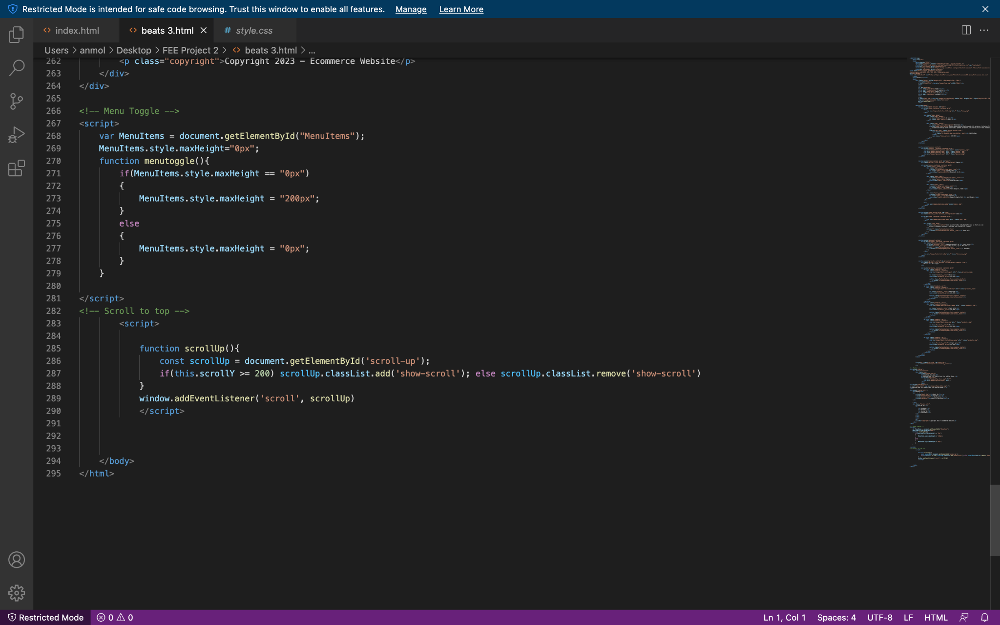 Restricted Mode is intended for safe code browsing. Trust this window to enable all features. Manage Learn More
index.html beats 3.html style.css
Users > anmol > Desktop > FEE Project 2 > beats 3.html > ...
262 <p class="copyright">Copyright 2023 - Ecommerce Website</p>
263 </div>
264 </div>
265
266 <!-- Menu Toggle -->
267 <script>
268 var MenuItems = document.getElementById("MenuItems");
269 MenuItems.style.maxHeight="0px";
270 function menutoggle(){
271 if(MenuItems.style.maxHeight == "0px")
272 {
273 MenuItems.style.maxHeight = "200px";
274 }
275 else
276 {
277 MenuItems.style.maxHeight = "0px";
278 }
279 }
280
281 </script>
282 <!-- Scroll to top -->
283 <script>
284
285 function scrollUp(){
286 const scrollUp = document.getElementById('scroll-up');
287 if(this.scrollY >= 200) scrollUp.classList.add('show-scroll'); else scrollUp.classList.remove('show-scroll')
288 }
289 window.addEventListener('scroll', scrollUp)
290 </script>
291
292
293
294 </body>
295 </html>
Restricted Mode 0 0 Ln 1, Col 1 Spaces: 4 UTF-8 LF HTML